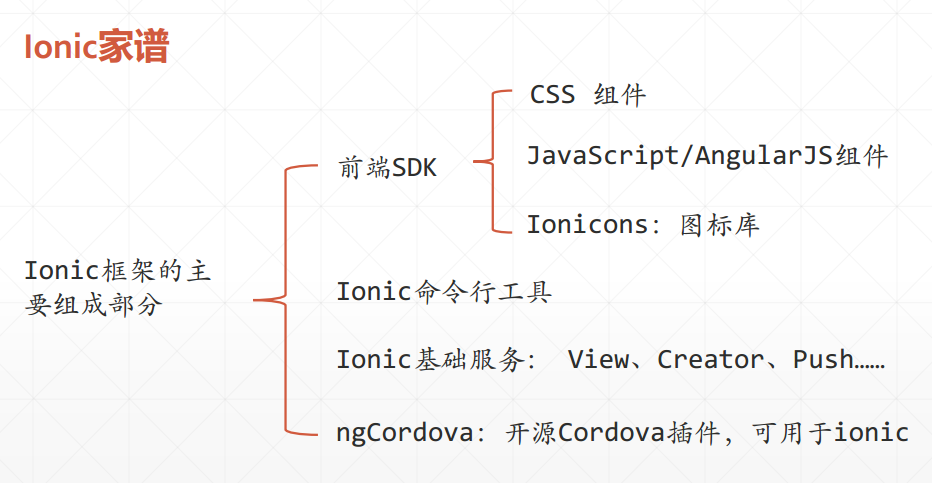 Ionic家谱
CSS 组件
JavaScript/AngularJS组件
前端SDK
Ionicons: 图标库
Ionic框架的主
要组成部分
Ionic命令行工具
Ionic基础服务： View、Creator、Push……
ngCordova: 开源Cordova插件，可用于ionic